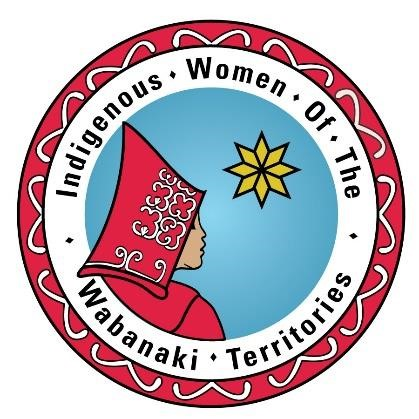 Indigenous ⬩ Women ⬩ Of ⬩ The
⬩ Wabanaki ⬩ Territories ⬩